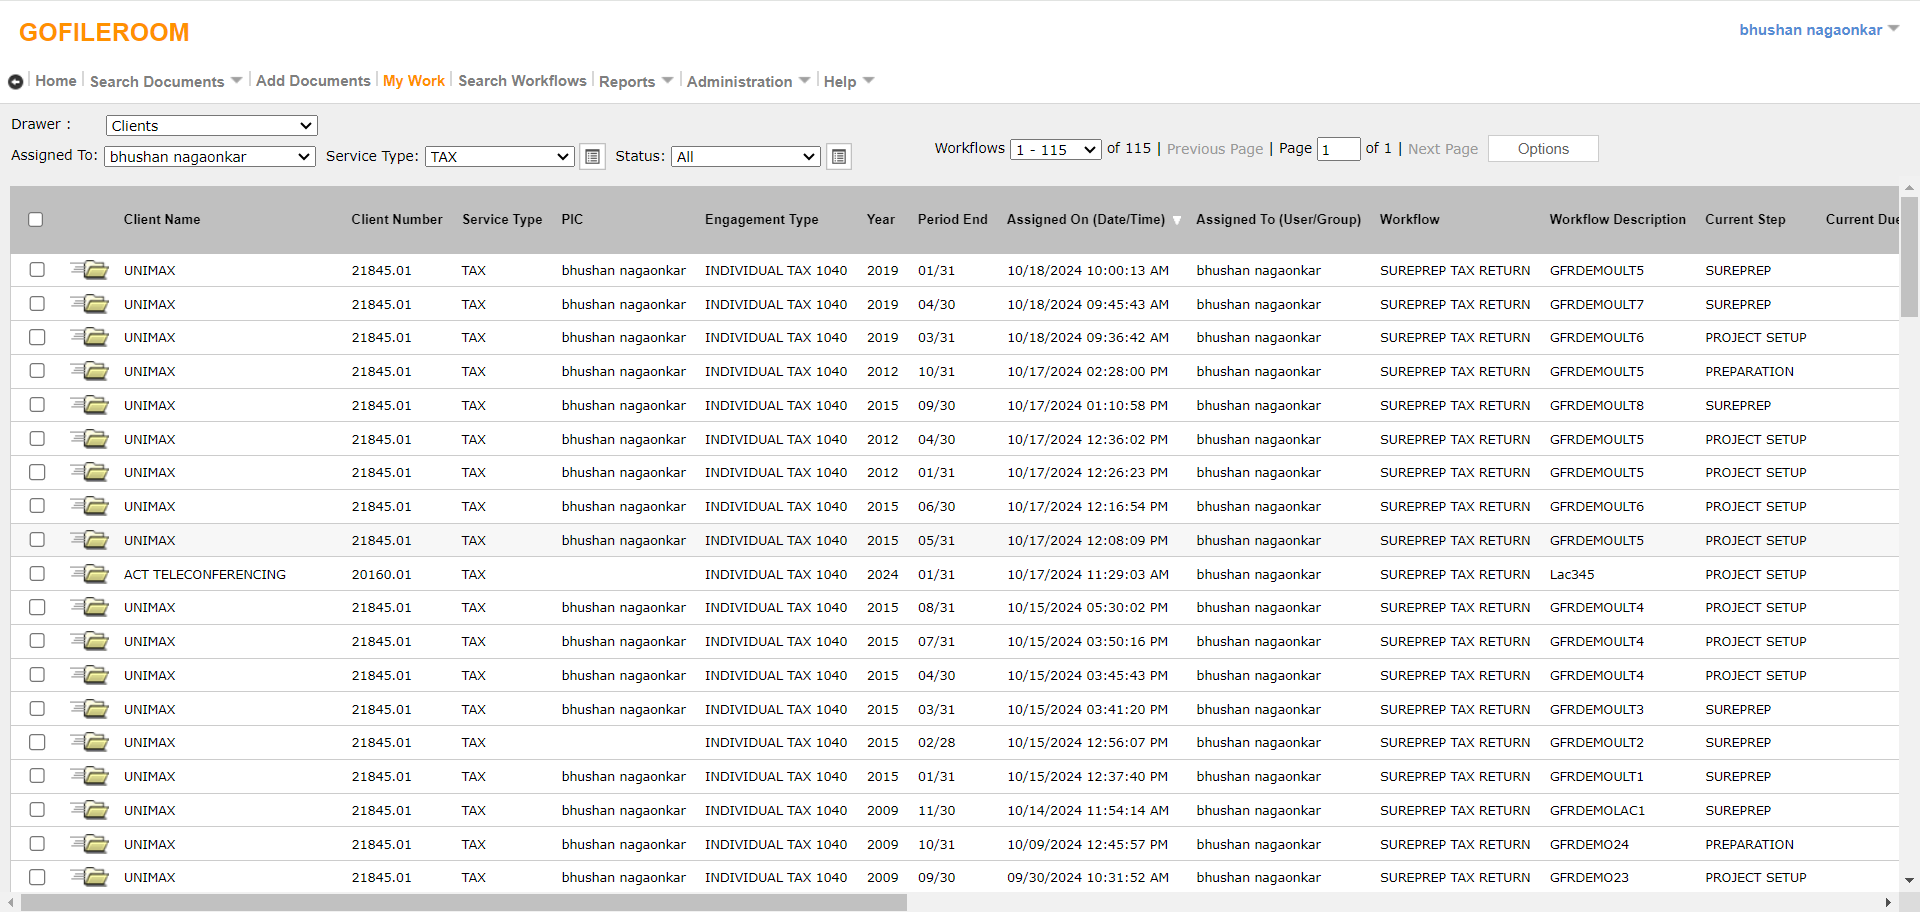 GOFILEROOM
bhushan nagaonkar
Home Search Documents Add Documents My Work Search Workflows Reports Administration Help
Drawer : Clients
Assigned To: bhushan nagaonkar Service Type: TAX Status: All Workflows 1 - 115 of 115 | Previous Page | Page 1 of 1 | Next Page Options
Client Name Client Number Service Type PIC Engagement Type Year Period End Assigned On (Date/Time) Assigned To (User/Group) Workflow Workflow Description Current Step Current Due
UNIMAX 21845.01 TAX bhushan nagaonkar INDIVIDUAL TAX 1040 2019 01/31 10/18/2024 10:00:13 AM bhushan nagaonkar SUREPREP TAX RETURN GFRDEMOULT5 SUREPREP
UNIMAX 21845.01 TAX bhushan nagaonkar INDIVIDUAL TAX 1040 2019 04/30 10/18/2024 09:45:43 AM bhushan nagaonkar SUREPREP TAX RETURN GFRDEMOULT7 SUREPREP
UNIMAX 21845.01 TAX bhushan nagaonkar INDIVIDUAL TAX 1040 2019 03/31 10/18/2024 09:36:42 AM bhushan nagaonkar SUREPREP TAX RETURN GFRDEMOULT6 PROJECT SETUP
UNIMAX 21845.01 TAX bhushan nagaonkar INDIVIDUAL TAX 1040 2012 10/31 10/17/2024 02:28:00 PM bhushan nagaonkar SUREPREP TAX RETURN GFRDEMOULT5 PREPARATION
UNIMAX 21845.01 TAX bhushan nagaonkar INDIVIDUAL TAX 1040 2015 09/30 10/17/2024 01:10:58 PM bhushan nagaonkar SUREPREP TAX RETURN GFRDEMOULT8 SUREPREP
UNIMAX 21845.01 TAX bhushan nagaonkar INDIVIDUAL TAX 1040 2012 04/30 10/17/2024 12:36:02 PM bhushan nagaonkar SUREPREP TAX RETURN GFRDEMOULT5 PROJECT SETUP
UNIMAX 21845.01 TAX bhushan nagaonkar INDIVIDUAL TAX 1040 2012 01/31 10/17/2024 12:26:23 PM bhushan nagaonkar SUREPREP TAX RETURN GFRDEMOULT5 PROJECT SETUP
UNIMAX 21845.01 TAX bhushan nagaonkar INDIVIDUAL TAX 1040 2015 06/30 10/17/2024 12:16:54 PM bhushan nagaonkar SUREPREP TAX RETURN GFRDEMOULT6 PROJECT SETUP
UNIMAX 21845.01 TAX bhushan nagaonkar INDIVIDUAL TAX 1040 2015 05/31 10/17/2024 12:08:09 PM bhushan nagaonkar SUREPREP TAX RETURN GFRDEMOULT5 PROJECT SETUP
ACT TELECONFERENCING 20160.01 TAX INDIVIDUAL TAX 1040 2024 01/31 10/17/2024 11:29:03 AM bhushan nagaonkar SUREPREP TAX RETURN Lac345 PROJECT SETUP
UNIMAX 21845.01 TAX bhushan nagaonkar INDIVIDUAL TAX 1040 2015 08/31 10/15/2024 05:30:02 PM bhushan nagaonkar SUREPREP TAX RETURN GFRDEMOULT4 PROJECT SETUP
UNIMAX 21845.01 TAX bhushan nagaonkar INDIVIDUAL TAX 1040 2015 07/31 10/15/2024 03:50:16 PM bhushan nagaonkar SUREPREP TAX RETURN GFRDEMOULT4 PROJECT SETUP
UNIMAX 21845.01 TAX bhushan nagaonkar INDIVIDUAL TAX 1040 2015 04/30 10/15/2024 03:45:43 PM bhushan nagaonkar SUREPREP TAX RETURN GFRDEMOULT4 PROJECT SETUP
UNIMAX 21845.01 TAX bhushan nagaonkar INDIVIDUAL TAX 1040 2015 03/31 10/15/2024 03:41:20 PM bhushan nagaonkar SUREPREP TAX RETURN GFRDEMOULT3 SUREPREP
UNIMAX 21845.01 TAX INDIVIDUAL TAX 1040 2015 02/28 10/15/2024 12:56:07 PM bhushan nagaonkar SUREPREP TAX RETURN GFRDEMOULT2 SUREPREP
UNIMAX 21845.01 TAX bhushan nagaonkar INDIVIDUAL TAX 1040 2015 01/31 10/15/2024 12:37:40 PM bhushan nagaonkar SUREPREP TAX RETURN GFRDEMOULT1 SUREPREP
UNIMAX 21845.01 TAX bhushan nagaonkar INDIVIDUAL TAX 1040 2009 11/30 10/14/2024 11:54:14 AM bhushan nagaonkar SUREPREP TAX RETURN GFRDEMOLAC1 SUREPREP
UNIMAX 21845.01 TAX bhushan nagaonkar INDIVIDUAL TAX 1040 2009 10/31 10/09/2024 12:45:57 PM bhushan nagaonkar SUREPREP TAX RETURN GFRDEMO24 PREPARATION
UNIMAX 21845.01 TAX bhushan nagaonkar INDIVIDUAL TAX 1040 2009 09/30 09/30/2024 10:31:52 AM bhushan nagaonkar SUREPREP TAX RETURN GFRDEMO23 PROJECT SETUP